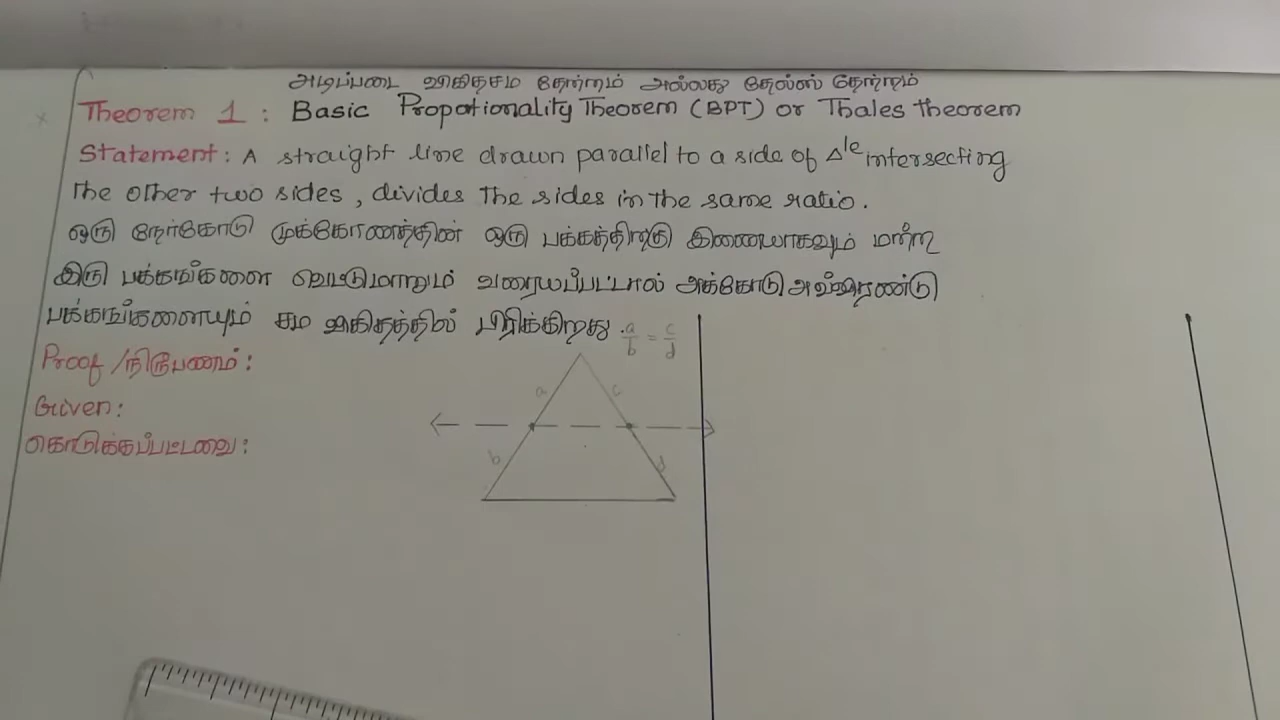 அடிப்படை விகிதசம தேற்றம் அல்லது தேல்ஸ் தேற்றம்
Theorem 1 : Basic Propotionality Theorem (BPT) or Thales theorem
Statement : A straight line drawn parallel to a side of Δle intersecting
the other two sides, divides the sides in the same ratio.
ஒரு நேர்கோடு முக்கோணத்தின் ஒரு பக்கத்திற்கு இணையாகவும் மற்ற
இரு பக்கங்களை வெட்டுமாறும் வரையப்பட்டால் அக்கோடு அவ்விரண்டு
பக்கங்களையும் சம விகிதத்தில் பிரிக்கிறது.
a/b = c/d
Proof /நிரூபணம் :
Given :
கொடுக்கப்பட்டவை :
a c
b d